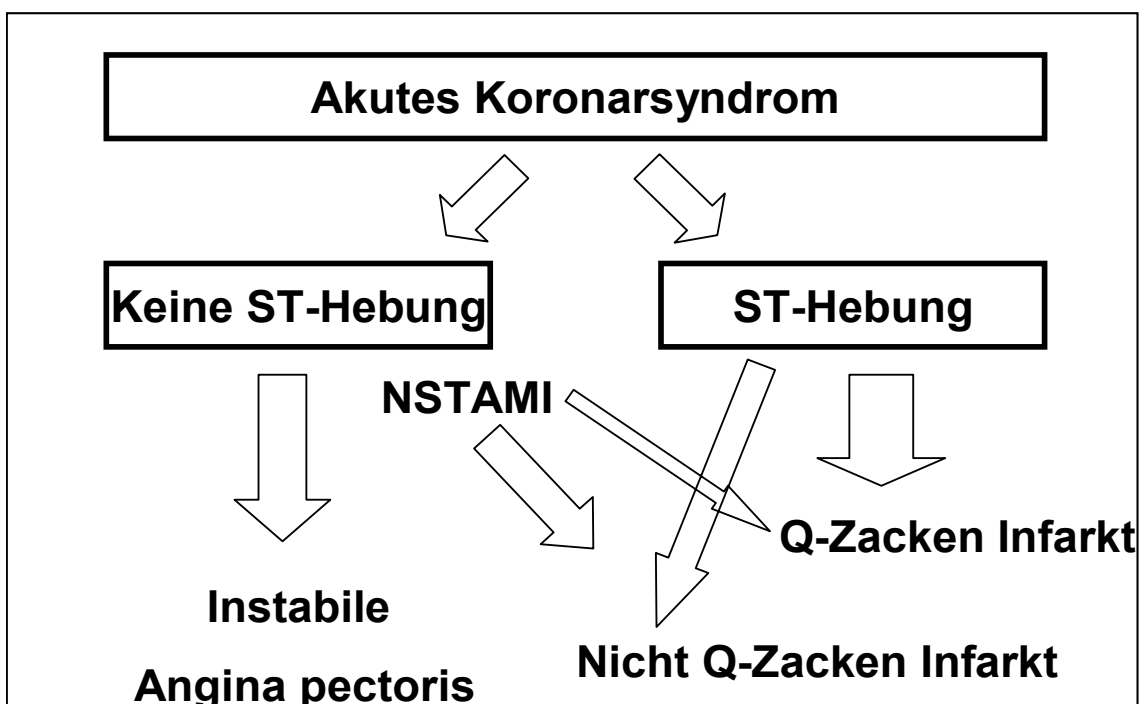 Akutes Koronarsyndrom
Keine ST-Hebung
ST-Hebung
NSTAMI
Q-Zacken Infarkt
Instabile
Angina pectoris
Nicht Q-Zacken Infarkt